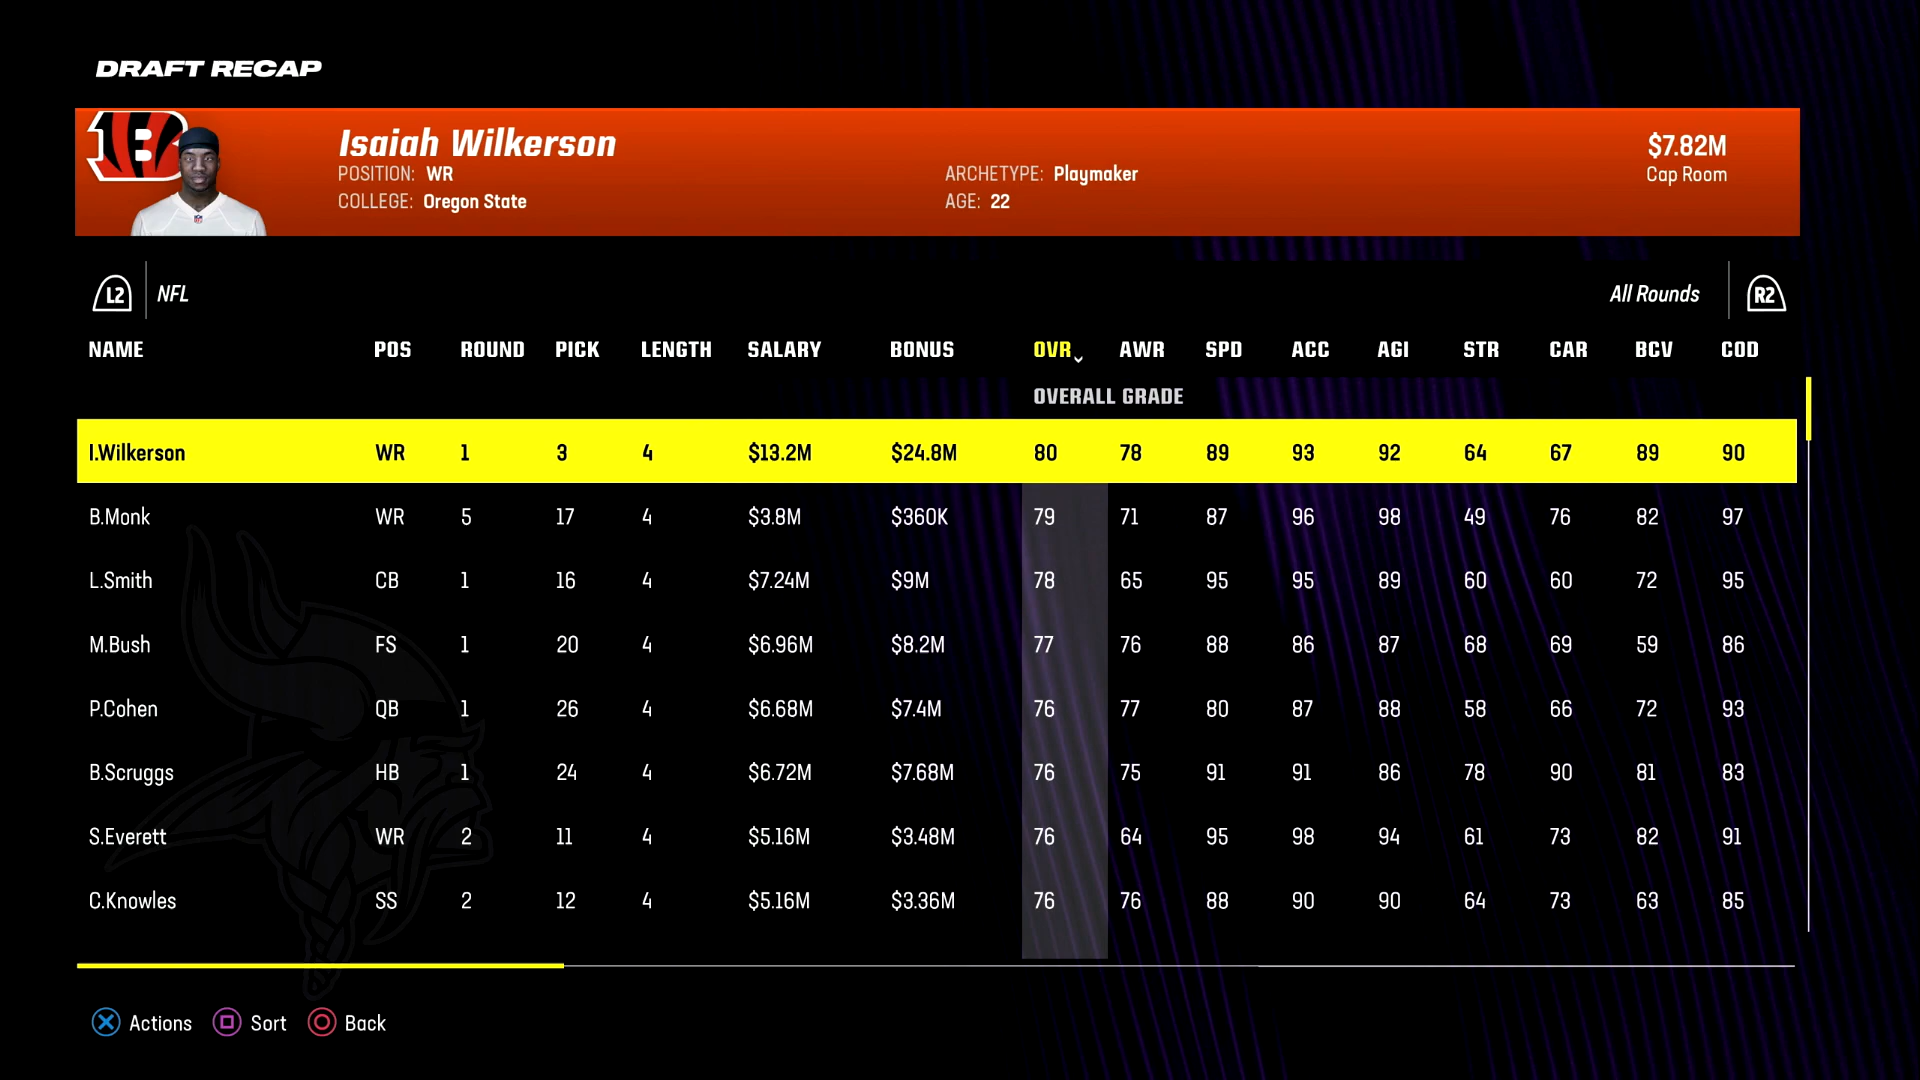 DRAFT RECAP
Isaiah Wilkerson
POSITION: WR
COLLEGE: Oregon State
ARCHETYPE: Playmaker
AGE: 22
$7.82M
Cap Room
L2 NFL
All Rounds R2
NAME POS ROUND PICK LENGTH SALARY BONUS OVR AWR SPD ACC AGI STR CAR BCV COD
OVERALL GRADE
I.Wilkerson WR 1 3 4 $13.2M $24.8M 80 78 89 93 92 64 67 89 90
B.Monk WR 5 17 4 $3.8M $360K 79 71 87 96 98 49 76 82 97
L.Smith CB 1 16 4 $7.24M $9M 78 65 95 95 89 60 60 72 95
M.Bush FS 1 20 4 $6.96M $8.2M 77 76 88 86 87 68 69 59 86
P.Cohen QB 1 26 4 $6.68M $7.4M 76 77 80 87 88 58 66 72 93
B.Scruggs HB 1 24 4 $6.72M $7.68M 76 75 91 91 86 78 90 81 83
S.Everett WR 2 11 4 $5.16M $3.48M 76 64 95 98 94 61 73 82 91
C.Knowles SS 2 12 4 $5.16M $3.36M 76 76 88 90 90 64 73 63 85
Actions Sort Back